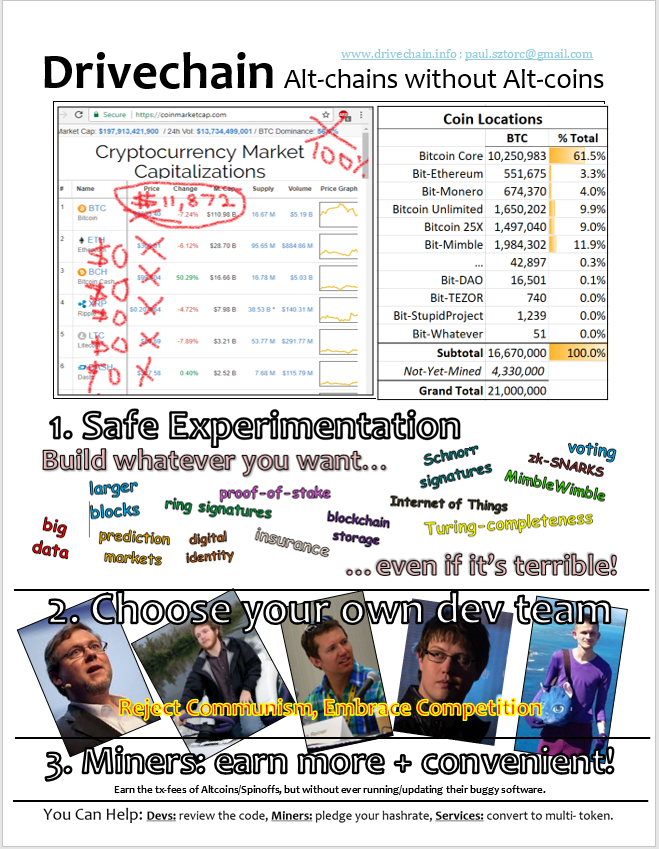 www.drivechain.info : paul.sztorc@gmail.com
Drivechain Alt-chains without Alt-coins
Secure https://coinmarketcap.com
Market Cap: $197,913,421,900 / 24h Vol: $13,734,489,001 / BTC Dominance:
100%
Cryptocurrency Market
Capitalizations
# Name Price Change Supply Volume Price Graph
$11,872
1 BTC -7.24% $110.98 B 16.67 M $5.19 B
Bitcoin
2 ETH -6.12% $28.70 B 95.65 M $884.86 M
$0 X
3 BCH 50.29% $16.66 B 16.78 M $5.03 B
Bitcoin Cash
$0 X
4 XRP -4.72% $7.98 B 38.53 B * $140.31 M
$0 X
5 LTC -7.89% $3.21 B 53.77 M $291.77 M
$0 X
6 DASH 0.40% $2.52 B 7.68 M $115.79 M
Dash
Coin Locations
BTC % Total
Bitcoin Core 10,250,983 61.5%
Bit-Ethereum 551,675 3.3%
Bit-Monero 674,370 4.0%
Bitcoin Unlimited 1,650,202 9.9%
Bitcoin 25X 1,497,040 9.0%
Bit-Mimble 1,984,302 11.9%
... 42,897 0.3%
Bit-DAO 16,501 0.1%
Bit-TEZOR 740 0.0%
Bit-StupidProject 1,239 0.0%
Bit-Whatever 51 0.0%
Subtotal 16,670,000 100.0%
Not-Yet-Mined 4,330,000
Grand Total 21,000,000
1. Safe Experimentation
Build whatever you want...
Schnorr
signatures
voting
zk-SNARKS
MimbleWimble
larger
blocks
proof-of-stake
ring signatures
Internet of Things
Turing-completeness
big
data
prediction
markets
digital
identity
insurance
blockchain
storage
...even if it's terrible!
2. Choose your own dev team
Reject Communism, Embrace Competition
3. Miners: earn more + convenient!
Earn the tx-fees of Altcoins/Spinoffs, but without ever running/updating their buggy software.
You Can Help: Devs: review the code, Miners: pledge your hashrate, Services: convert to multi- token.